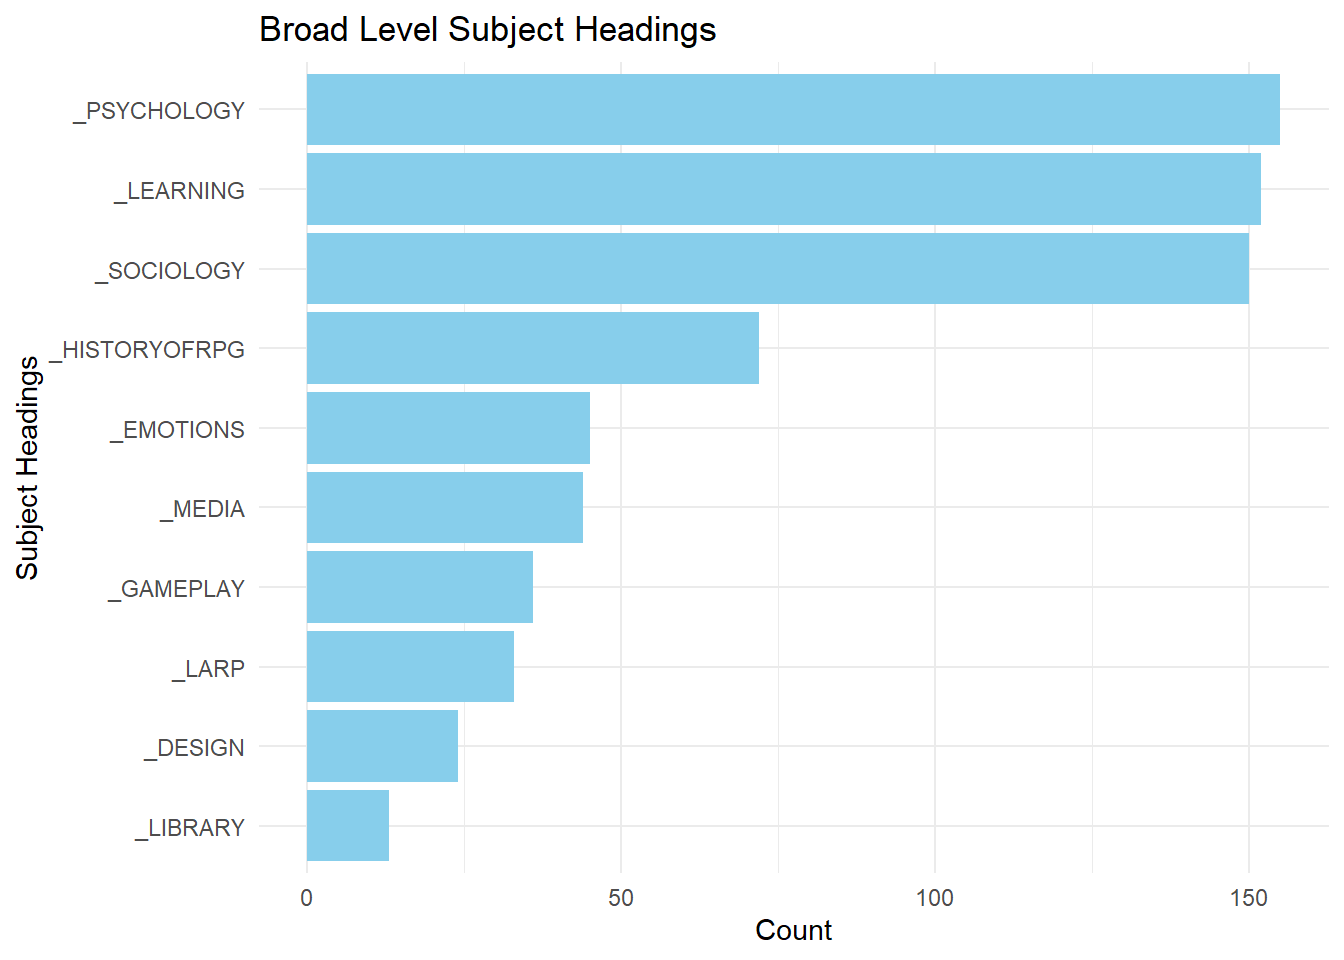 Broad Level Subject Headings
Subject Headings
_PSYCHOLOGY
_LEARNING
_SOCIOLOGY
_HISTORYOFRPG
_EMOTIONS
_MEDIA
_GAMEPLAY
_LARP
_DESIGN
_LIBRARY
0 50 100 150
Count